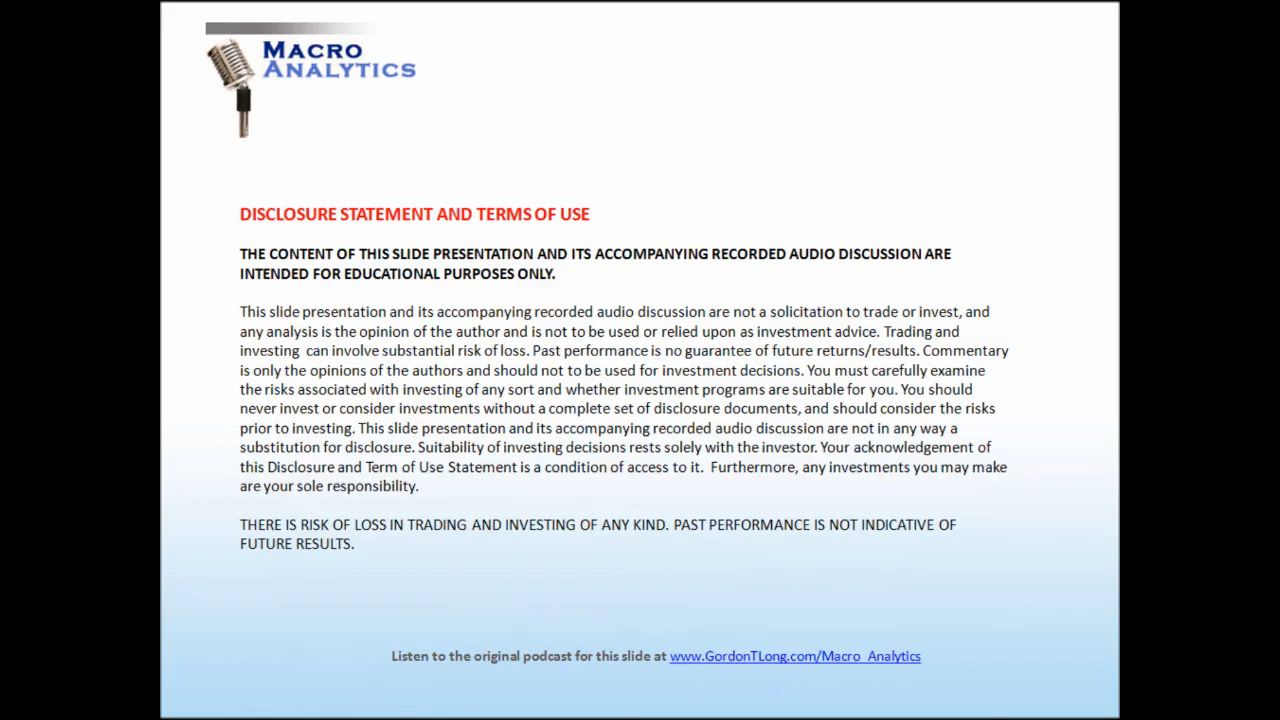 MACRO
ANALYTICS
DISCLOSURE STATEMENT AND TERMS OF USE
THE CONTENT OF THIS SLIDE PRESENTATION AND ITS ACCOMPANYING RECORDED AUDIO DISCUSSION ARE
INTENDED FOR EDUCATIONAL PURPOSES ONLY.
This slide presentation and its accompanying recorded audio discussion are not a solicitation to trade or invest, and
any analysis is the opinion of the author and is not to be used or relied upon as investment advice. Trading and
investing can involve substantial risk of loss. Past performance is no guarantee of future returns/results. Commentary
is only the opinions of the authors and should not to be used for investment decisions. You must carefully examine
the risks associated with investing of any sort and whether investment programs are suitable for you. You should
never invest or consider investments without a complete set of disclosure documents, and should consider the risks
prior to investing. This slide presentation and its accompanying recorded audio discussion are not in any way a
substitution for disclosure. Suitability of investing decisions rests solely with the investor. Your acknowledgement of
this Disclosure and Term of Use Statement is a condition of access to it. Furthermore, any investments you may make
are your sole responsibility.
THERE IS RISK OF LOSS IN TRADING AND INVESTING OF ANY KIND. PAST PERFORMANCE IS NOT INDICATIVE OF
FUTURE RESULTS.
Listen to the original podcast for this slide at www.GordonTLong.com/Macro_Analytics